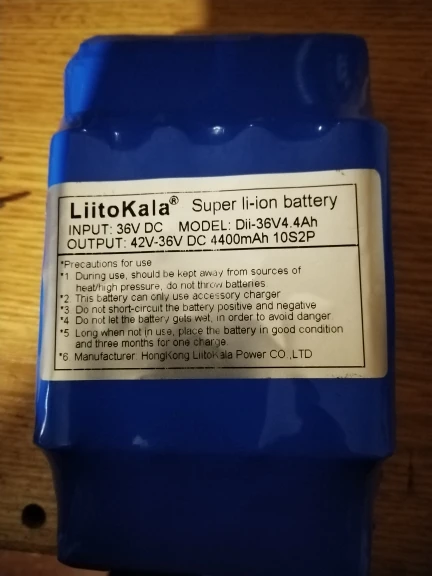 LiitoKala® Super li-ion battery
INPUT: 36V DC MODEL: Dii-36V4.4Ah
OUTPUT: 42V-36V DC 4400mAh 10S2P
*Precautions for use
*1 During use, should be kept away from sources of
heat/high pressure, do not throw batteries
*2 This battery can only use accessory charger
*3 Do not short-circuit the battery positive and negative
*4 Do not let the battery gets wet, in order to avoid danger
*5 Long when not in use, place the battery in good condition
and three months for one charge.
*6 Manufacturer: HongKong LiitoKala Power CO.,LTD